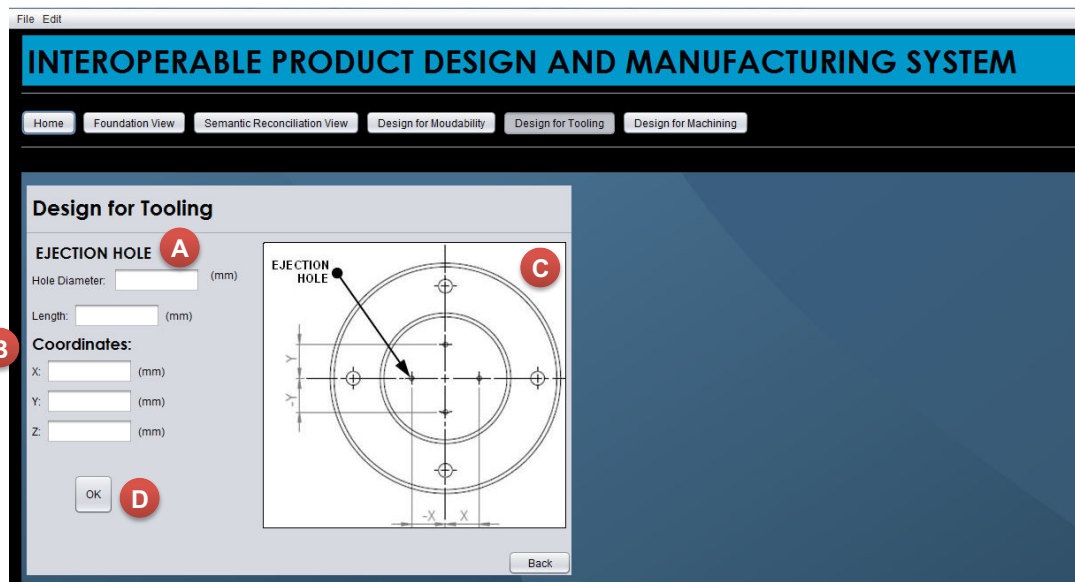 File Edit
INTEROPERABLE PRODUCT DESIGN AND MANUFACTURING SYSTEM
Home Foundation View Semantic Reconciliation View Design for Moudability Design for Tooling Design for Machining
Design for Tooling
EJECTION HOLE A
Hole Diameter: (mm)
Length: (mm)
B Coordinates:
X: (mm)
Y: (mm)
Z: (mm)
OK D
C
EJECTION
HOLE
Y
-Y
-X X
Back